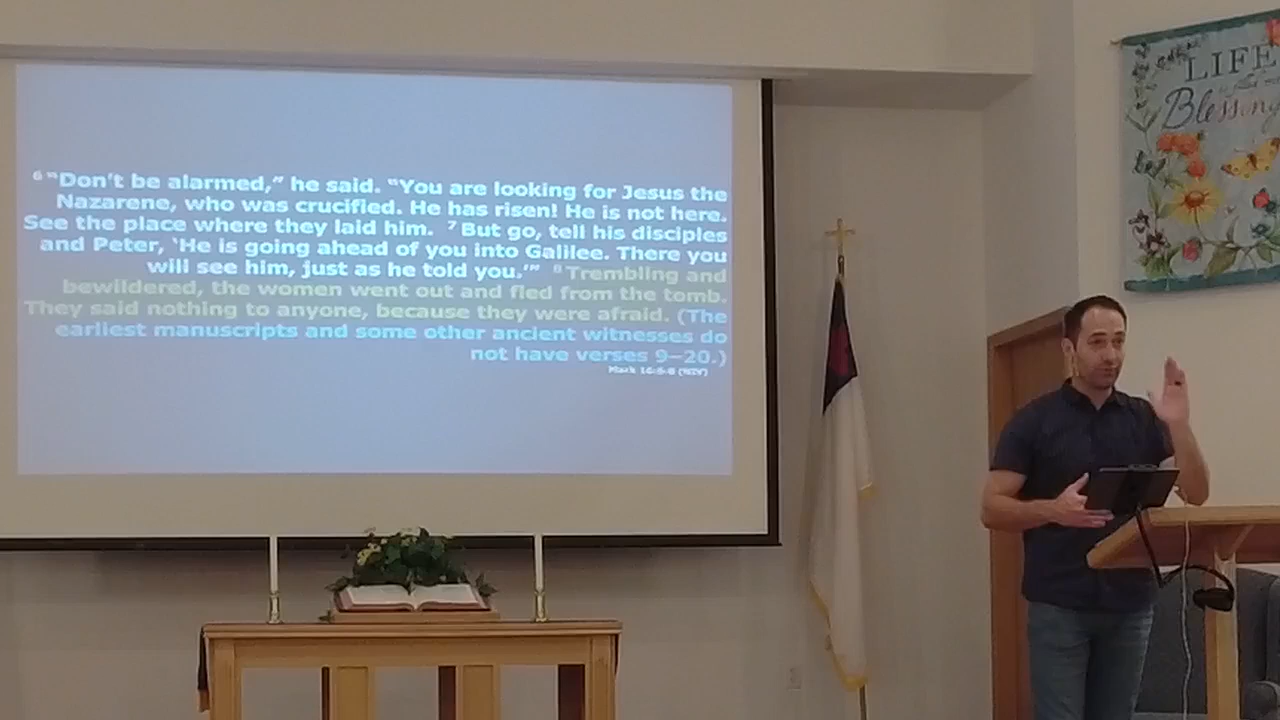 ⁶ “Don’t be alarmed,” he said. “You are looking for Jesus the
Nazarene, who was crucified. He has risen! He is not here.
See the place where they laid him. ⁷ But go, tell his disciples
and Peter, ‘He is going ahead of you into Galilee. There you
will see him, just as he told you.’” ⁸ Trembling and
bewildered, the women went out and fled from the tomb.
They said nothing to anyone, because they were afraid. (The
earliest manuscripts and some other ancient witnesses do
not have verses 9–20.)
Mark 16:6-8 (NIV)
LIFE
Blessing